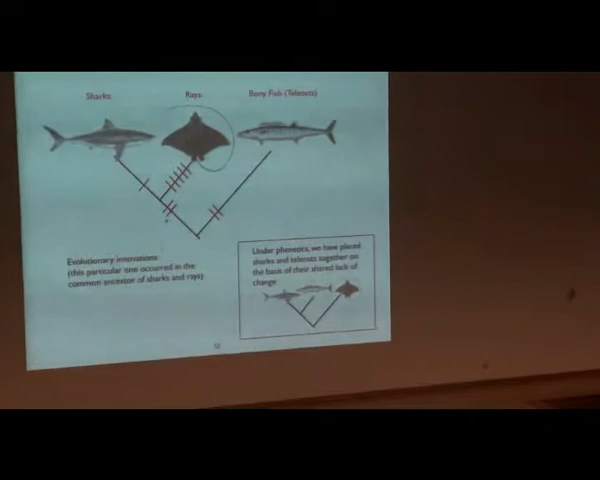 Sharks
Rays
Bony Fish (Teleosts)
Evolutionary innovations
(this particular one occurred in the
common ancestor of sharks and rays)
Under phenetics, we have placed
sharks and teleosts together on
the basis of their shared lack of
change
12